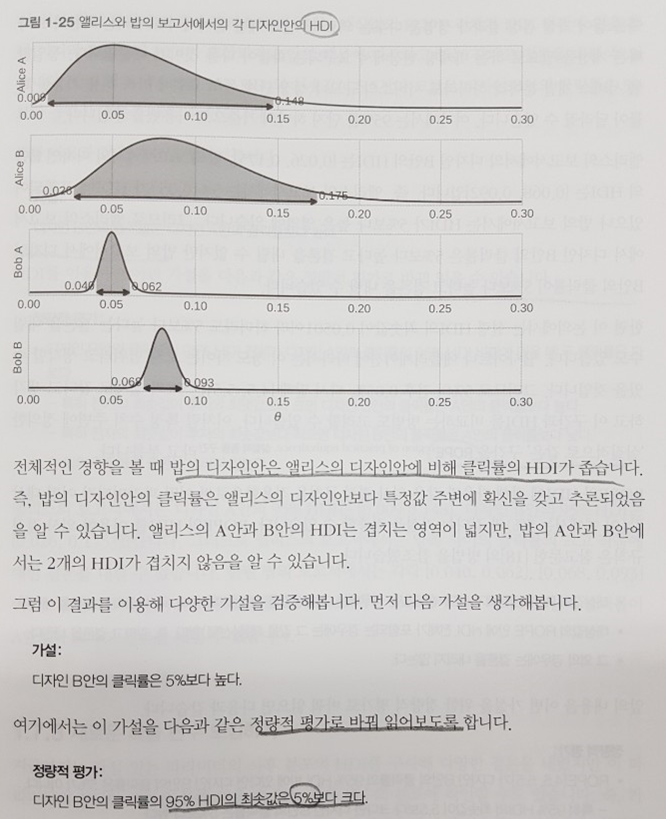 그림 1-25 앨리스와 밥의 보고서에서의 각 디자인안의 HDI
Alice A
0.009
0.148
0.00 0.05 0.10 0.15 0.20 0.25 0.30
Alice B
0.028
0.175
0.00 0.05 0.10 0.15 0.20 0.25 0.30
Bob A
0.040
0.062
0.00 0.05 0.10 0.15 0.20 0.25 0.30
Bob B
0.068
0.093
0.00 0.05 0.10 0.15 0.20 0.25 0.30
θ
전체적인 경향을 볼 때 밥의 디자인안은 앨리스의 디자인안에 비해 클릭률의 HDI가 좁습니다.
즉, 밥의 디자인안의 클릭률은 앨리스의 디자인안보다 특정값 주변에 확신을 갖고 추론되었음
을 알 수 있습니다. 앨리스의 A안과 B안의 HDI는 겹치는 영역이 넓지만, 밥의 A안과 B안에
서는 2개의 HDI가 겹치지 않음을 알 수 있습니다.
그럼 이 결과를 이용해 다양한 가설을 검증해봅니다. 먼저 다음 가설을 생각해봅니다.
가설:
디자인 B안의 클릭률은 5%보다 높다.
여기에서는 이 가설을 다음과 같은 정량적 평가로 바꿔 읽어보도록 합니다.
정량적 평가:
디자인 B안의 클릭률의 95% HDI의 최솟값은 5%보다 크다.